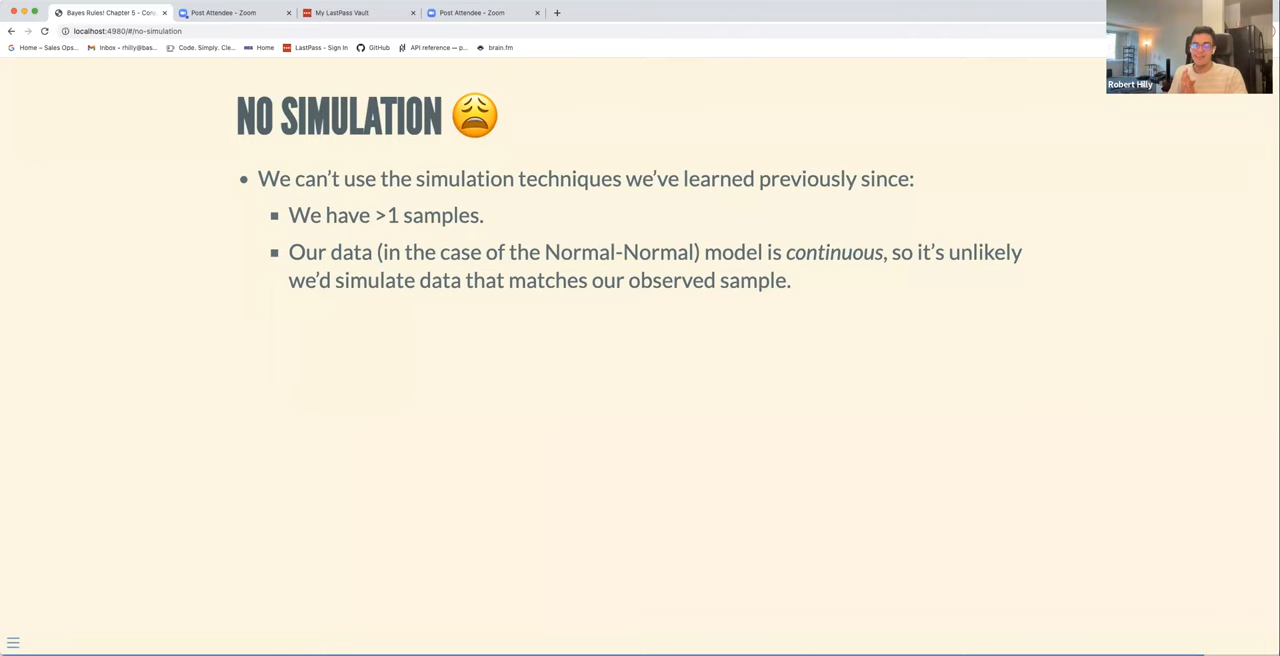 Bayes Rules! Chapter 5 - Con
Post Attendee - Zoom
My LastPass Vault
Post Attendee - Zoom
localhost:4980/#/no-simulation
Home – Sales Ops...
Inbox - rhilly@bas...
Code. Simply. Cle...
Home
LastPass - Sign In
GitHub
API reference — p...
brain.fm
Robert Hilly
NO SIMULATION 😩
• We can't use the simulation techniques we've learned previously since:
▪ We have >1 samples.
▪ Our data (in the case of the Normal-Normal) model is continuous, so it's unlikely
we'd simulate data that matches our observed sample.